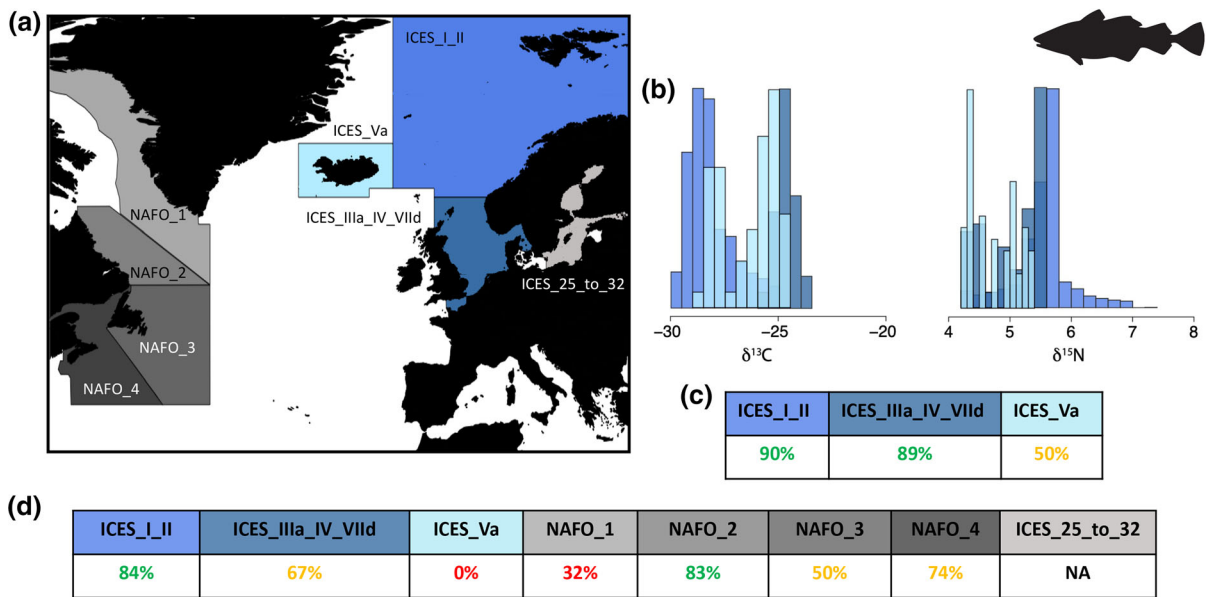 (a)
ICES_I_II
ICES_Va
ICES_IIIa_IV_VIId
NAFO_1
NAFO_2
ICES_25_to_32
NAFO_3
NAFO_4
(b)
−30 −25 −20
δ¹³C
4 5 6 7 8
δ¹⁵N
(c)
ICES_I_II ICES_IIIa_IV_VIId ICES_Va
90% 89% 50%
(d)
ICES_I_II ICES_IIIa_IV_VIId ICES_Va NAFO_1 NAFO_2 NAFO_3 NAFO_4 ICES_25_to_32
84% 67% 0% 32% 83% 50% 74% NA